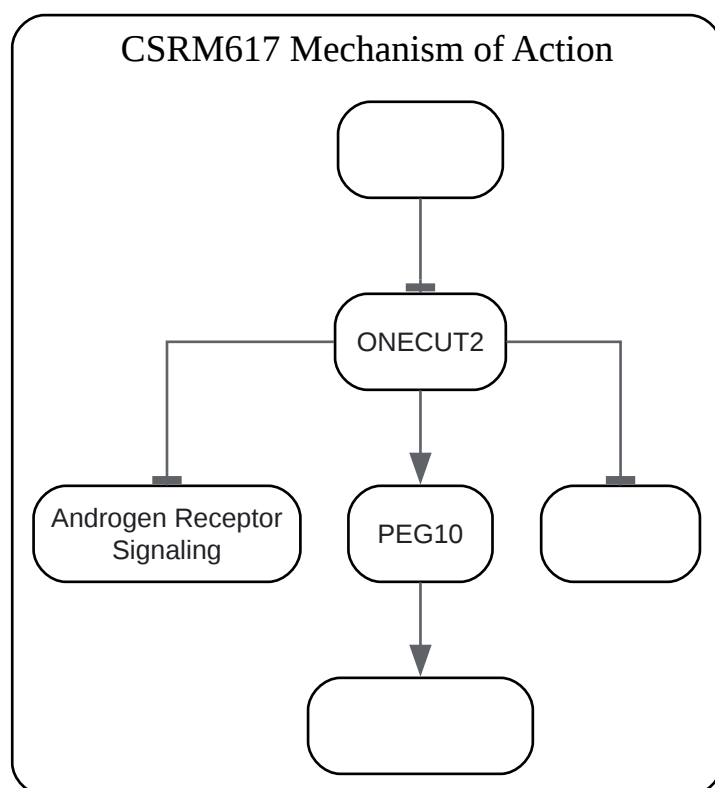 CSRM617 Mechanism of Action
ONECUT2
Androgen Receptor
Signaling
PEG10